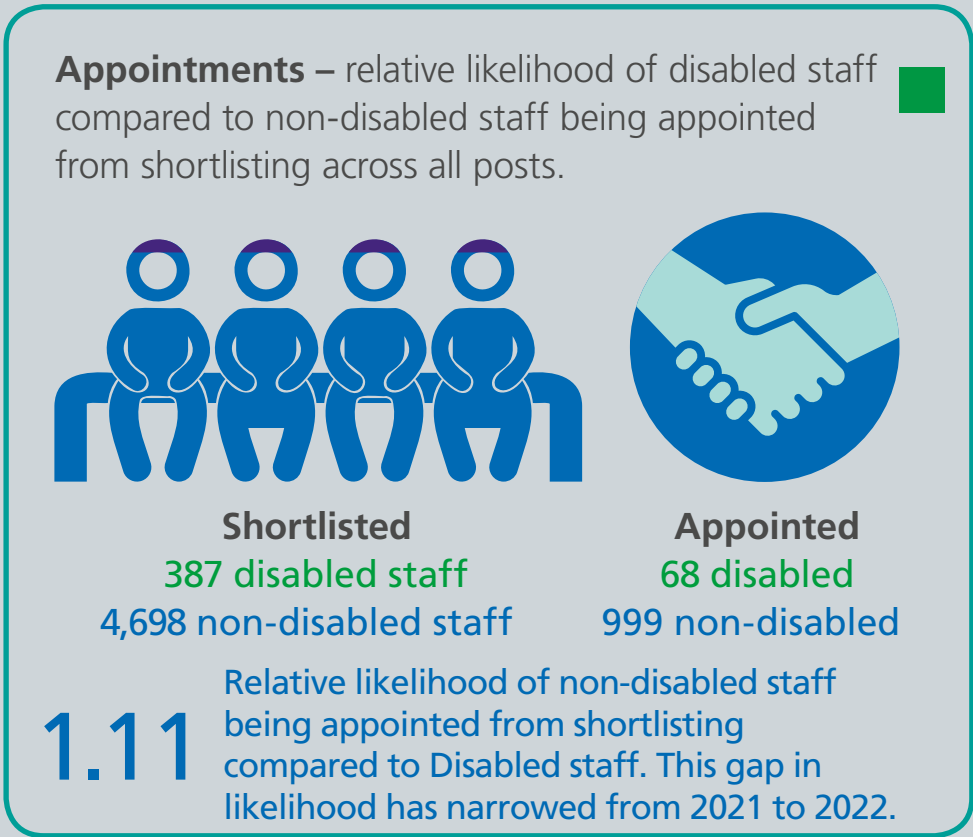 Appointments – relative likelihood of disabled staff
compared to non-disabled staff being appointed
from shortlisting across all posts.
Shortlisted
387 disabled staff
4,698 non-disabled staff
Appointed
68 disabled
999 non-disabled
1.11
Relative likelihood of non-disabled staff
being appointed from shortlisting
compared to Disabled staff. This gap in
likelihood has narrowed from 2021 to 2022.